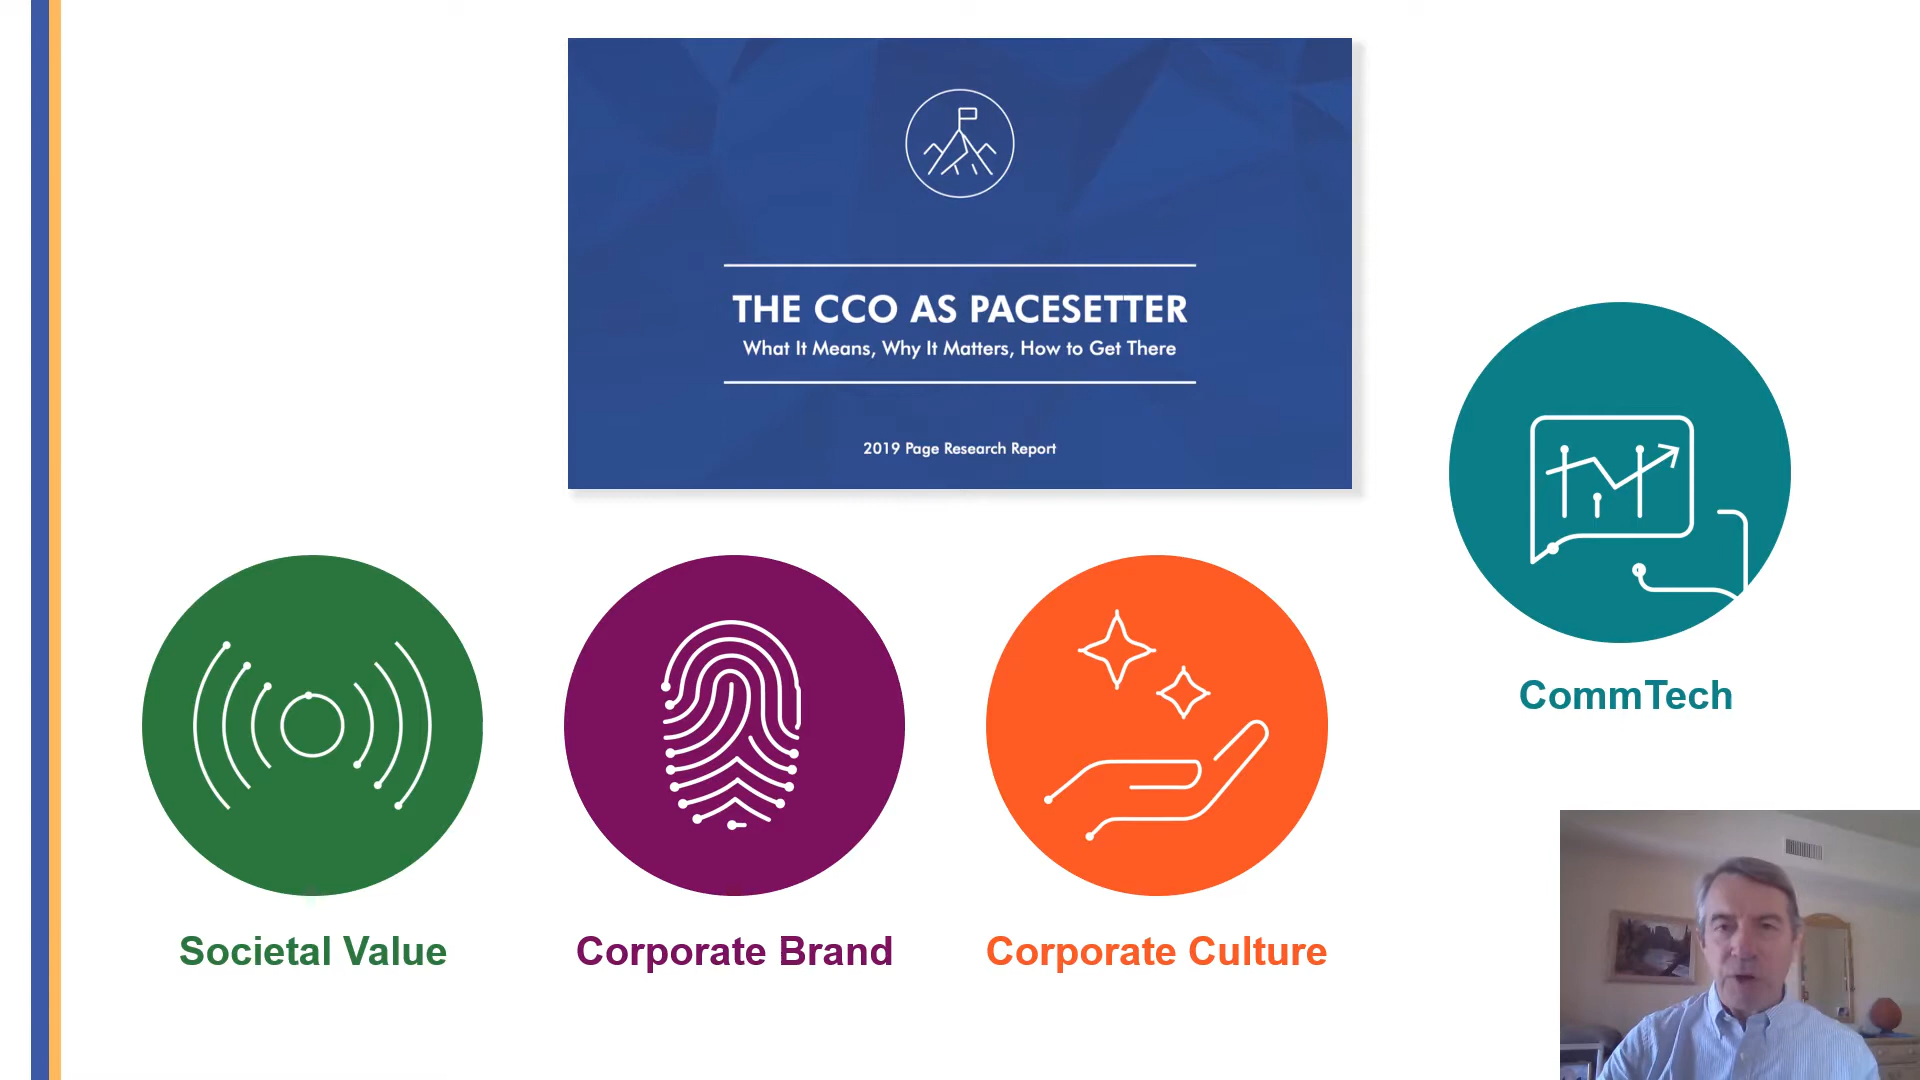 THE CCO AS PACESETTER
What It Means, Why It Matters, How to Get There
2019 Page Research Report
CommTech
Societal Value
Corporate Brand
Corporate Culture